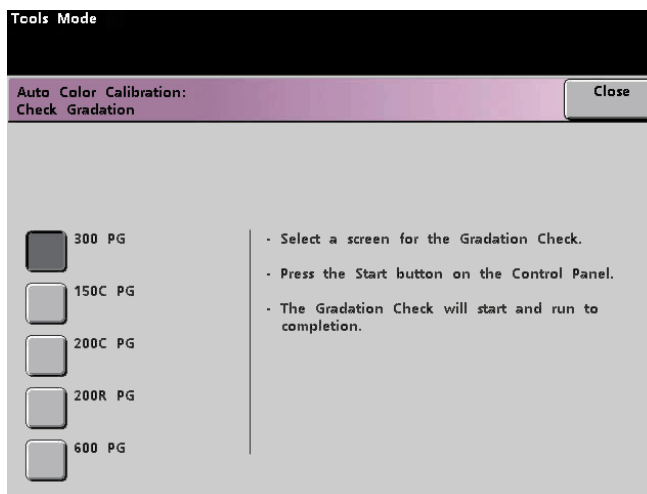 Tools Mode
Auto Color Calibration:
Check Gradation
Close
300 PG
150C PG
200C PG
200R PG
600 PG
- Select a screen for the Gradation Check.
- Press the Start button on the Control Panel.
- The Gradation Check will start and run to
completion.